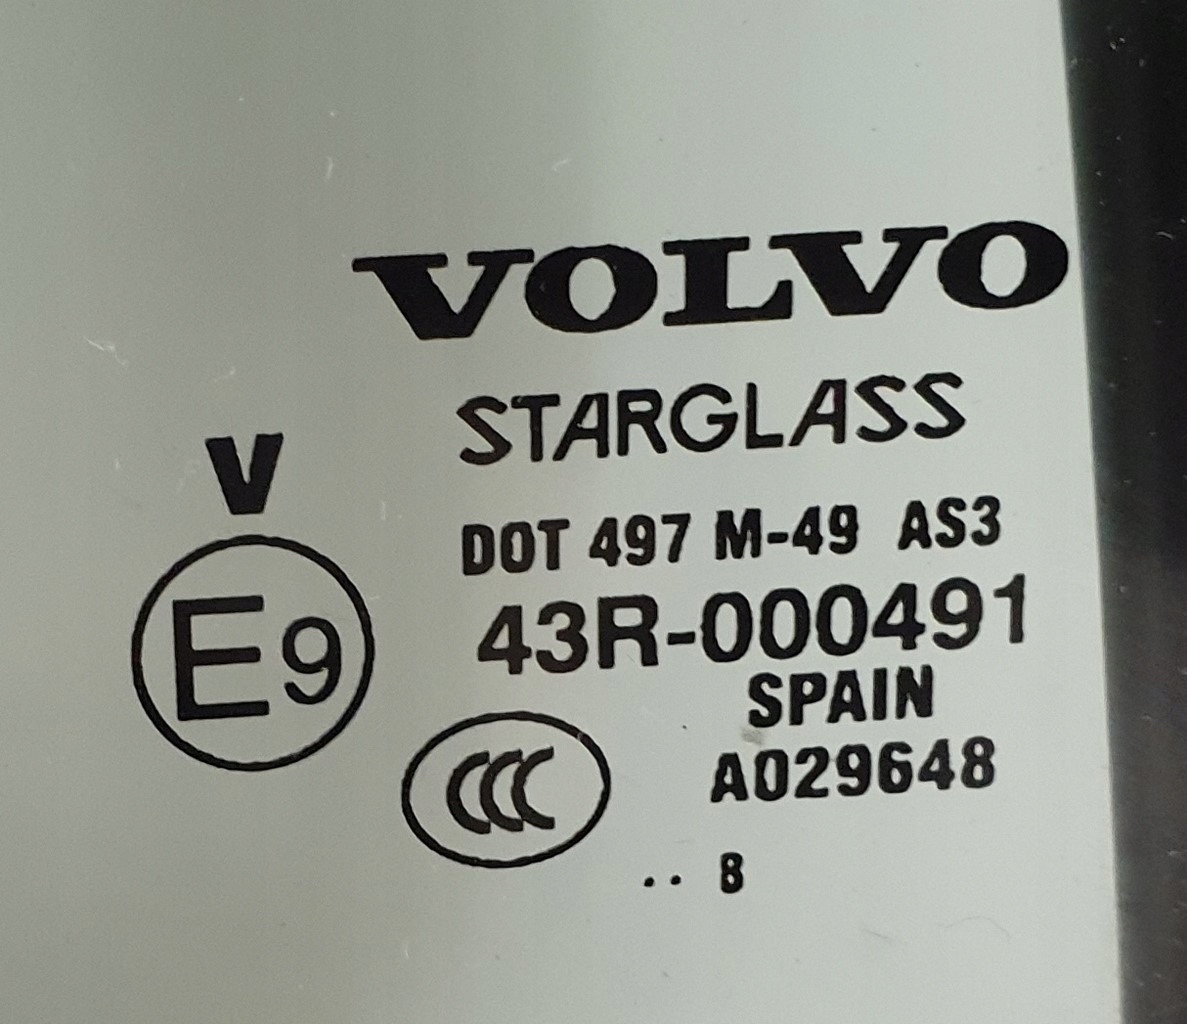 VOLVO
STARGLASS
V
DOT 497 M-49 AS3
E9
43R-000491
SPAIN
CCC
A029648
.. 8